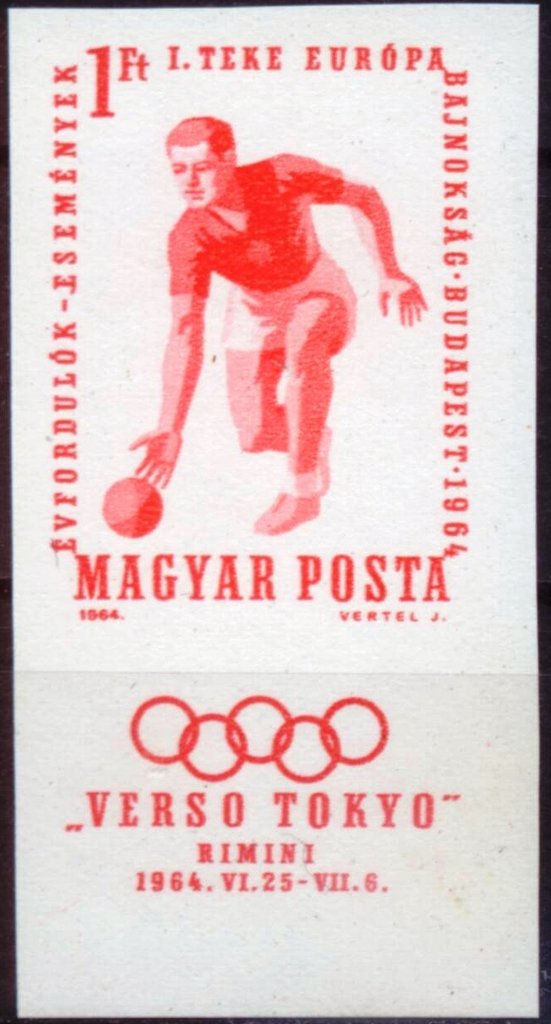 1Ft I. TEKE EURÓPA
BAJNOKSÁG·BUDAPEST·1964
ÉVFORDULÓK-ESEMÉNYEK
MAGYAR POSTA
1964. VERTEL J.
„VERSO TOKYO"
RIMINI
1964. VI. 25-VII. 6.